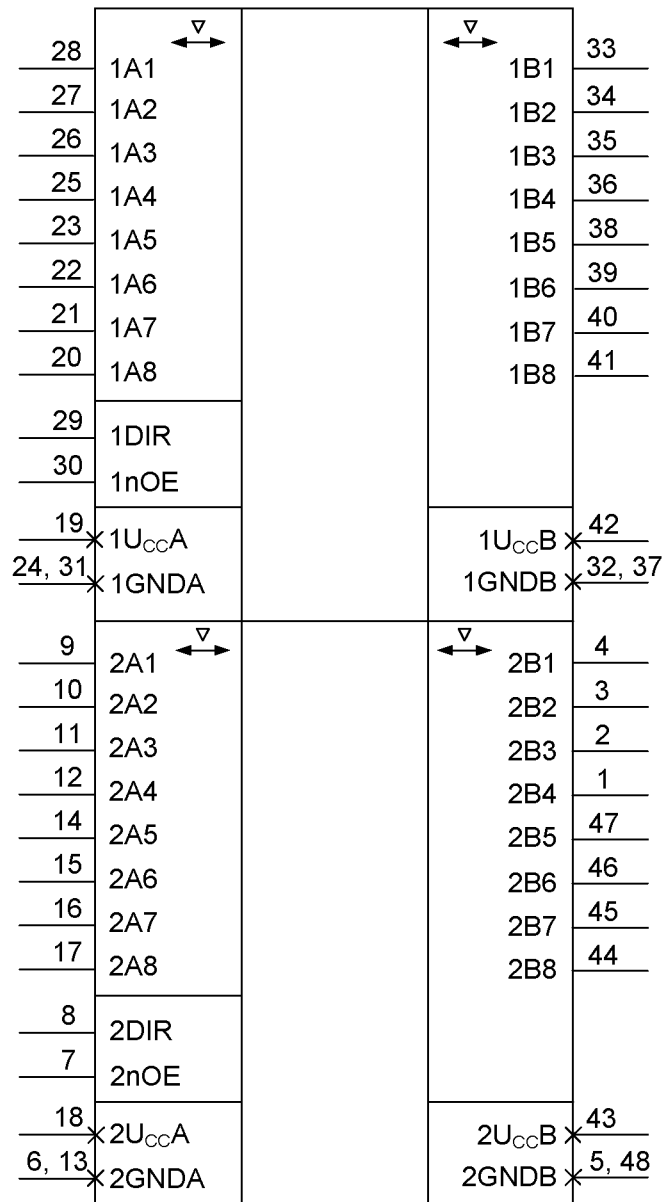 28 1A1 1B1 33
27 1A2 1B2 34
26 1A3 1B3 35
25 1A4 1B4 36
23 1A5 1B5 38
22 1A6 1B6 39
21 1A7 1B7 40
20 1A8 1B8 41
29 1DIR
30 1nOE
19 1UCCA 1UCCB 42
24, 31 1GNDA 1GNDB 32, 37
9 2A1 2B1 4
10 2A2 2B2 3
11 2A3 2B3 2
12 2A4 2B4 1
14 2A5 2B5 47
15 2A6 2B6 46
16 2A7 2B7 45
17 2A8 2B8 44
8 2DIR
7 2nOE
18 2UCCA 2UCCB 43
6, 13 2GNDA 2GNDB 5, 48